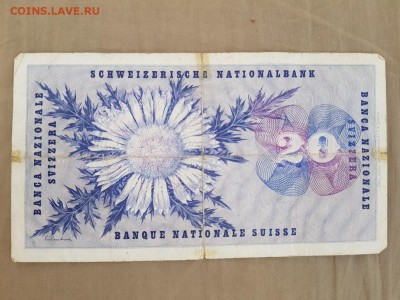 COINS.LAVE.RU
SCHWEIZERISCHE NATIONALBANK
BANCA NAZIONALE
SVIZZERA
20
BANCA NAZIONALE
SVIZZERA
BANQUE NATIONALE SUISSE